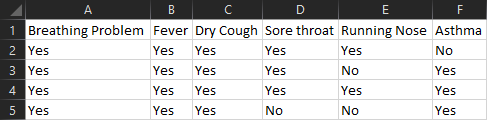 A B C D E F
1 Breathing Problem Fever Dry Cough Sore throat Running Nose Asthma
2 Yes Yes Yes Yes Yes No
3 Yes Yes Yes Yes No Yes
4 Yes Yes Yes Yes Yes Yes
5 Yes Yes Yes No No Yes